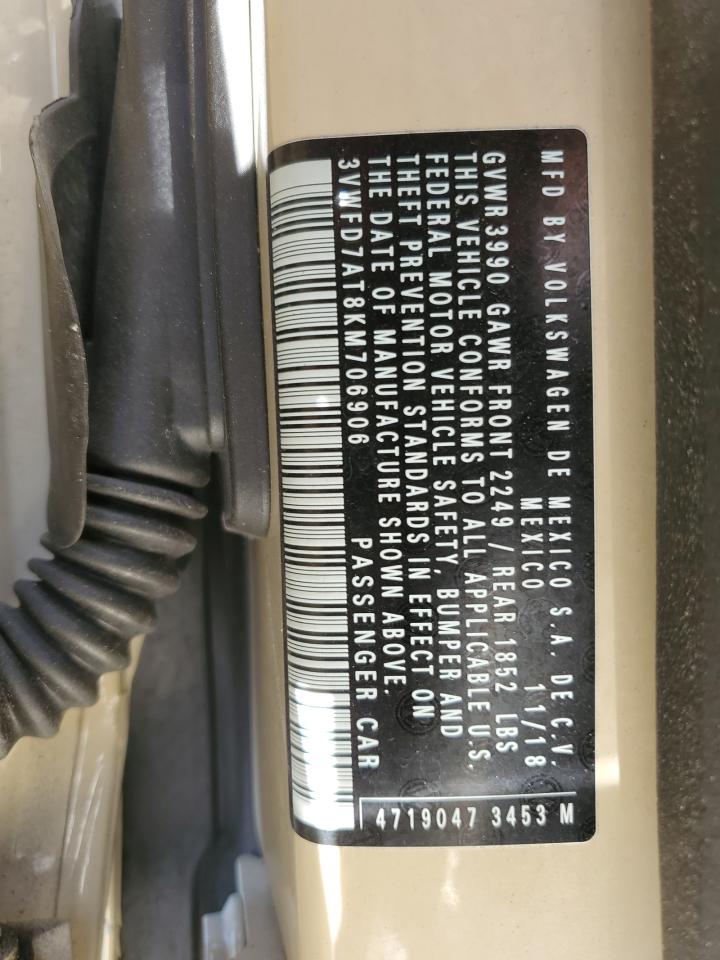 MFD BY VOLKSWAGEN DE MEXICO S.A. DE C.V.
MEXICO 11/18
GVWR 3990 GAWR FRONT 2249 / REAR 1852 LBS
THIS VEHICLE CONFORMS TO ALL APPLICABLE U.S.
FEDERAL MOTOR VEHICLE SAFETY, BUMPER AND
THEFT PREVENTION STANDARDS IN EFFECT ON
THE DATE OF MANUFACTURE SHOWN ABOVE.
3VWFD7AT8KM706906 PASSENGER CAR
4719047 3453 M